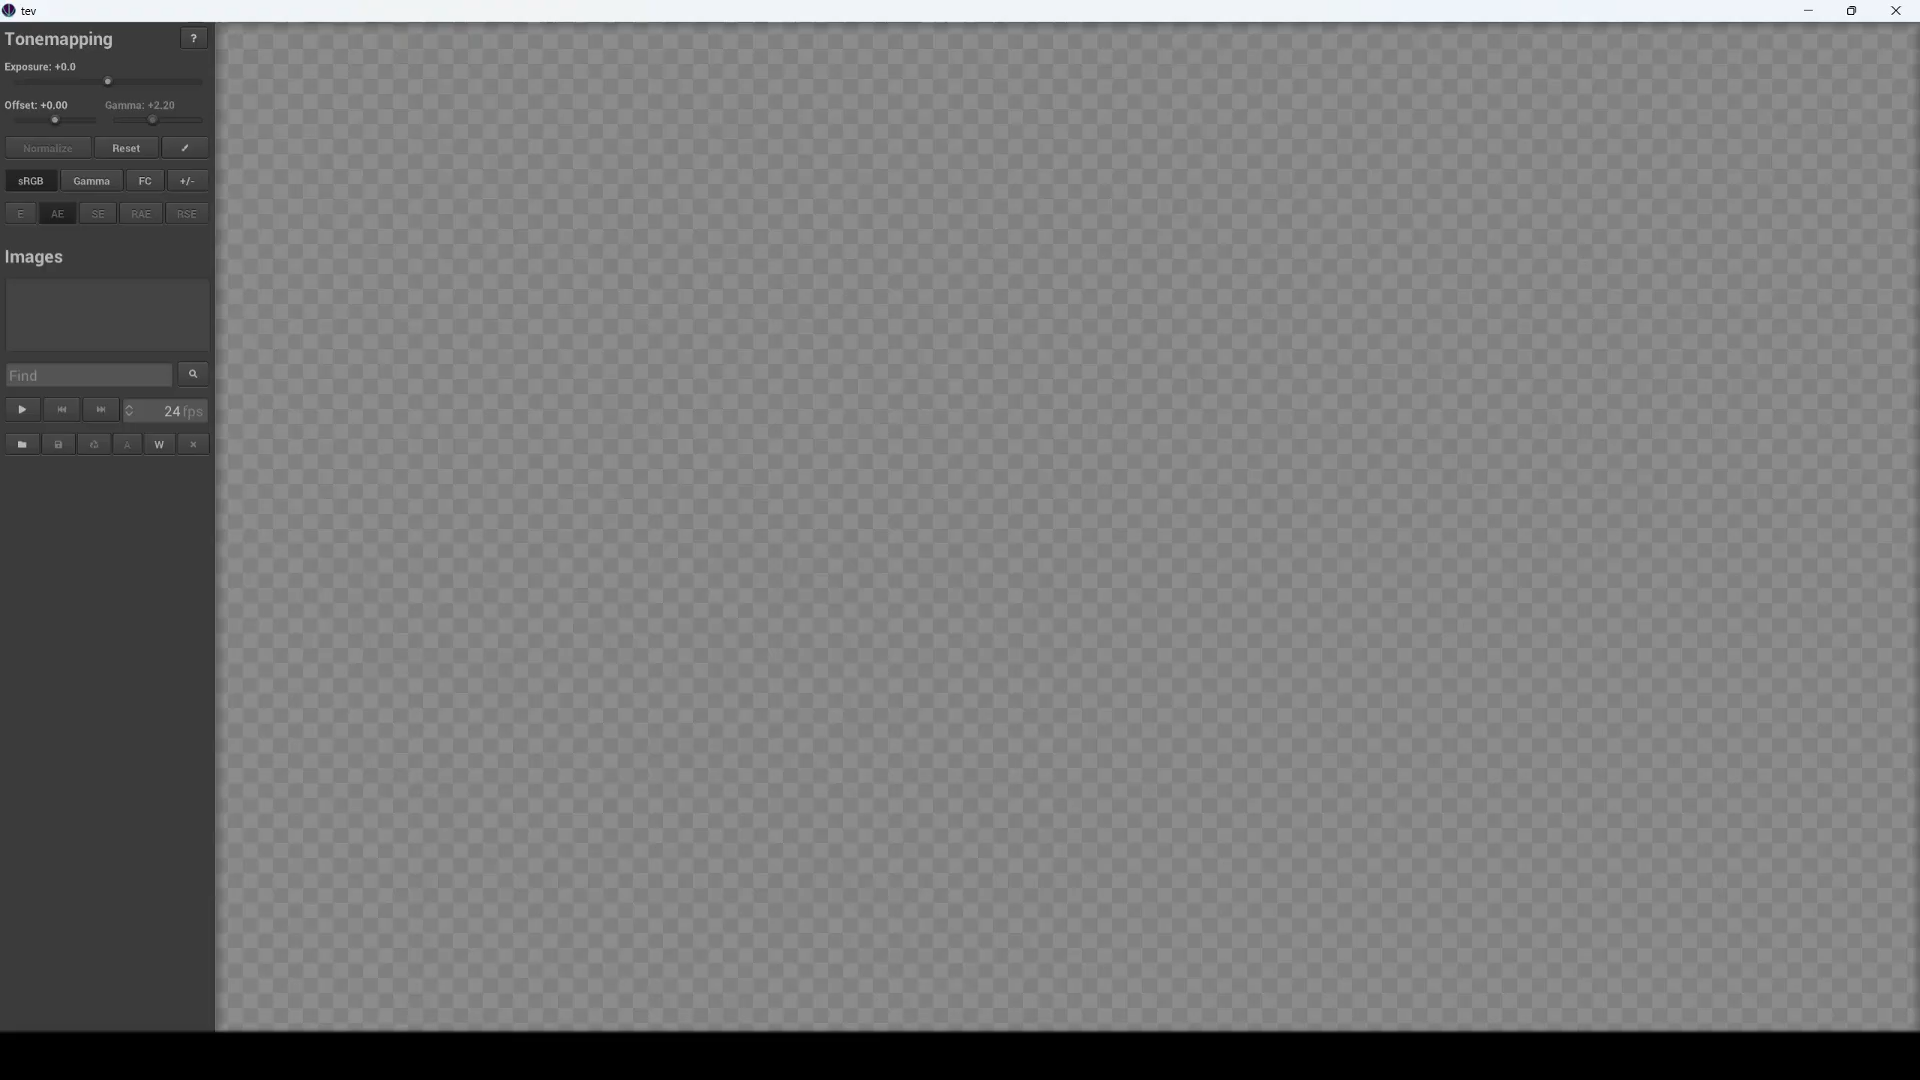 tev
Tonemapping ?
Exposure: +0.0
Offset: +0.00 Gamma: +2.20
Normalize Reset
sRGB Gamma FC +/-
E AE SE RAE RSE
Images
Find
24 fps
A W